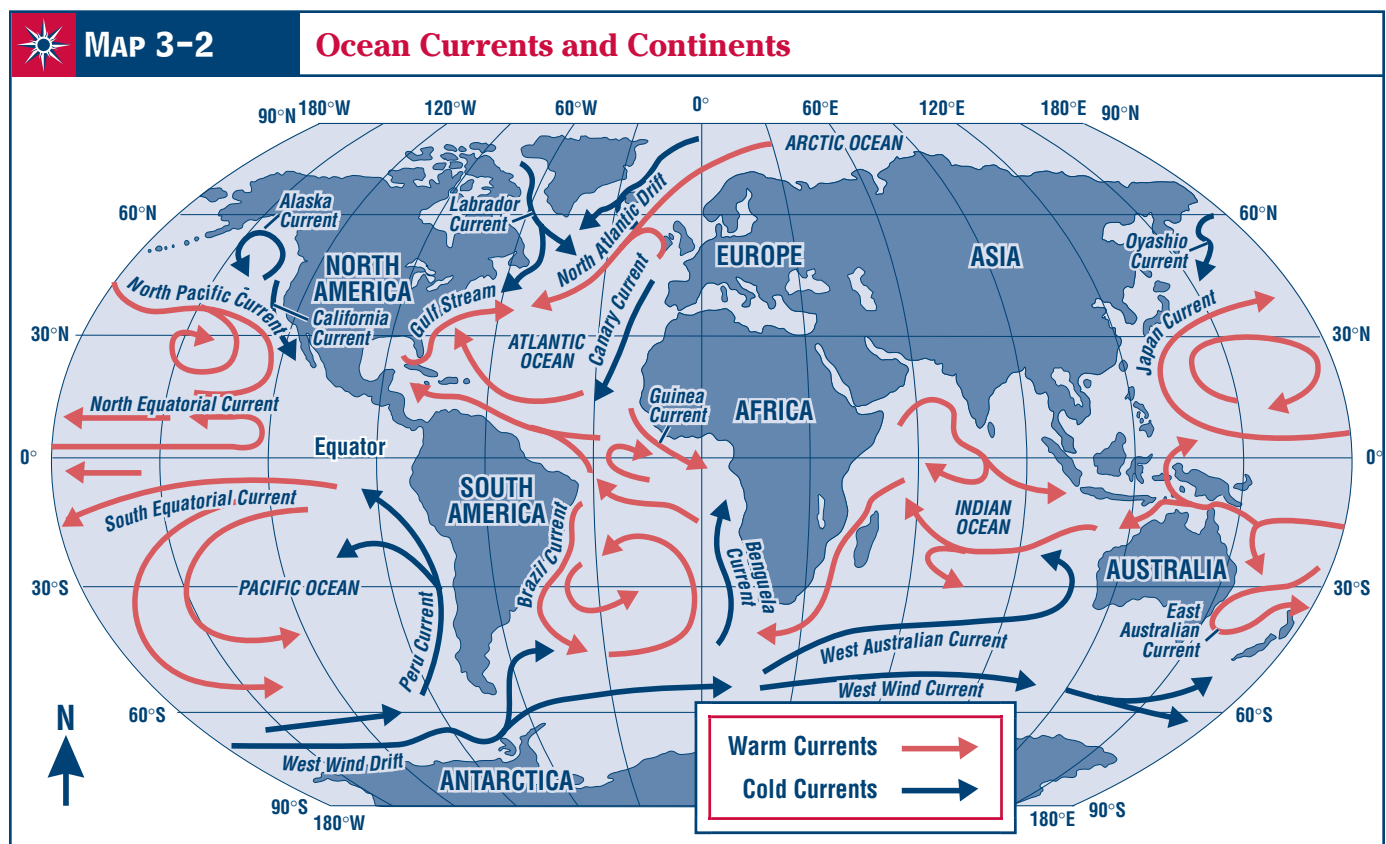 MAP 3–2
Ocean Currents and Continents
90°N
180°W
120°W
60°W
0°
60°E
120°E
180°E
90°N
ARCTIC OCEAN
60°N
60°N
Alaska
Current
Labrador
Current
North Atlantic Drift
Oyashio
Current
NORTH
AMERICA
EUROPE
ASIA
North Pacific Current
California
Current
Gulf Stream
Canary Current
Japan Current
30°N
30°N
ATLANTIC
OCEAN
North Equatorial Current
Guinea
Current
AFRICA
Equator
0°
0°
SOUTH
AMERICA
South Equatorial Current
INDIAN
OCEAN
Brazil Current
Benguela
Current
PACIFIC OCEAN
AUSTRALIA
30°S
30°S
Peru Current
East
Australian
Current
West Australian Current
West Wind Current
60°S
60°S
N
West Wind Drift
ANTARCTICA
Warm Currents
Cold Currents
90°S
180°W
180°E
90°S